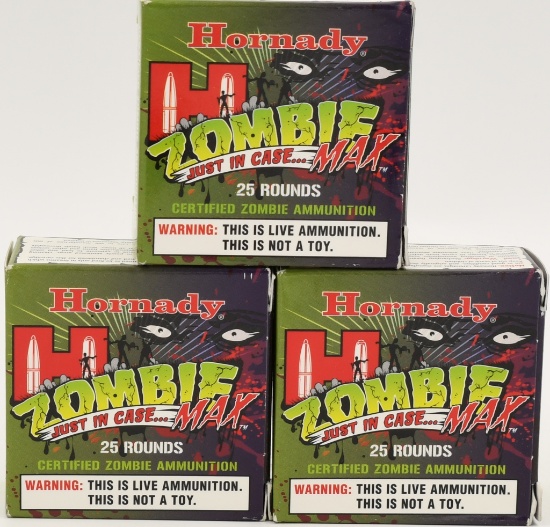 Hornady
ZOMBIE
JUST IN CASE... MAX™
25 ROUNDS
CERTIFIED ZOMBIE AMMUNITION
WARNING: THIS IS LIVE AMMUNITION.
THIS IS NOT A TOY.
Hornady
ZOMBIE
JUST IN CASE... MAX™
25 ROUNDS
CERTIFIED ZOMBIE AMMUNITION
WARNING: THIS IS LIVE AMMUNITION.
THIS IS NOT A TOY.
Hornady
ZOMBIE
JUST IN CASE... MAX™
25 ROUNDS
CERTIFIED ZOMBIE AMMUNITION
WARNING: THIS IS LIVE AMMUNITION.
THIS IS NOT A TOY.